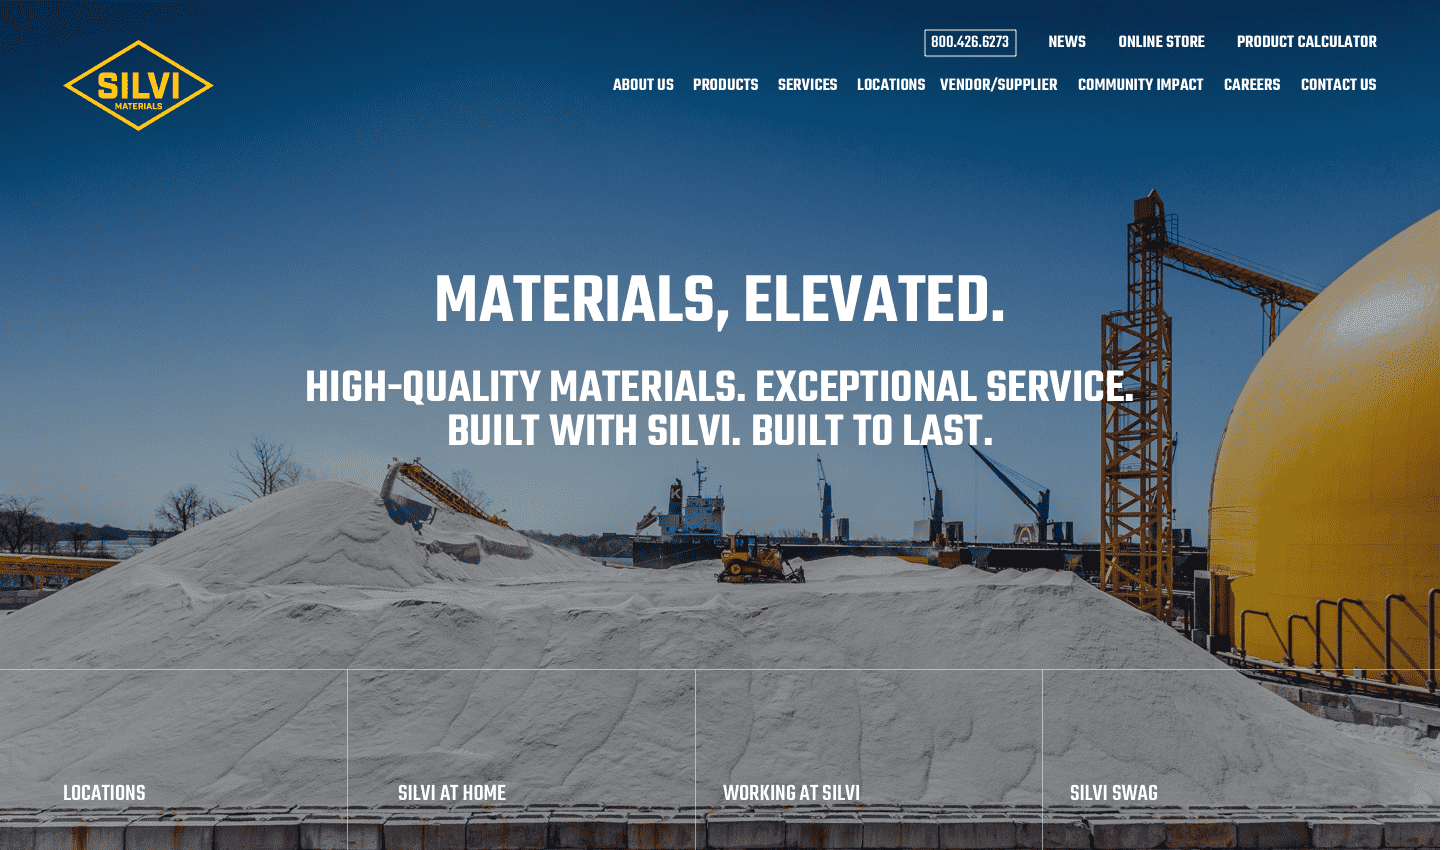 800.426.6273 NEWS ONLINE STORE PRODUCT CALCULATOR
SILVI
MATERIALS
ABOUT US PRODUCTS SERVICES LOCATIONS VENDOR/SUPPLIER COMMUNITY IMPACT CAREERS CONTACT US
MATERIALS, ELEVATED.
HIGH-QUALITY MATERIALS. EXCEPTIONAL SERVICE.
BUILT WITH SILVI. BUILT TO LAST.
K
LOCATIONS
SILVI AT HOME
WORKING AT SILVI
SILVI SWAG